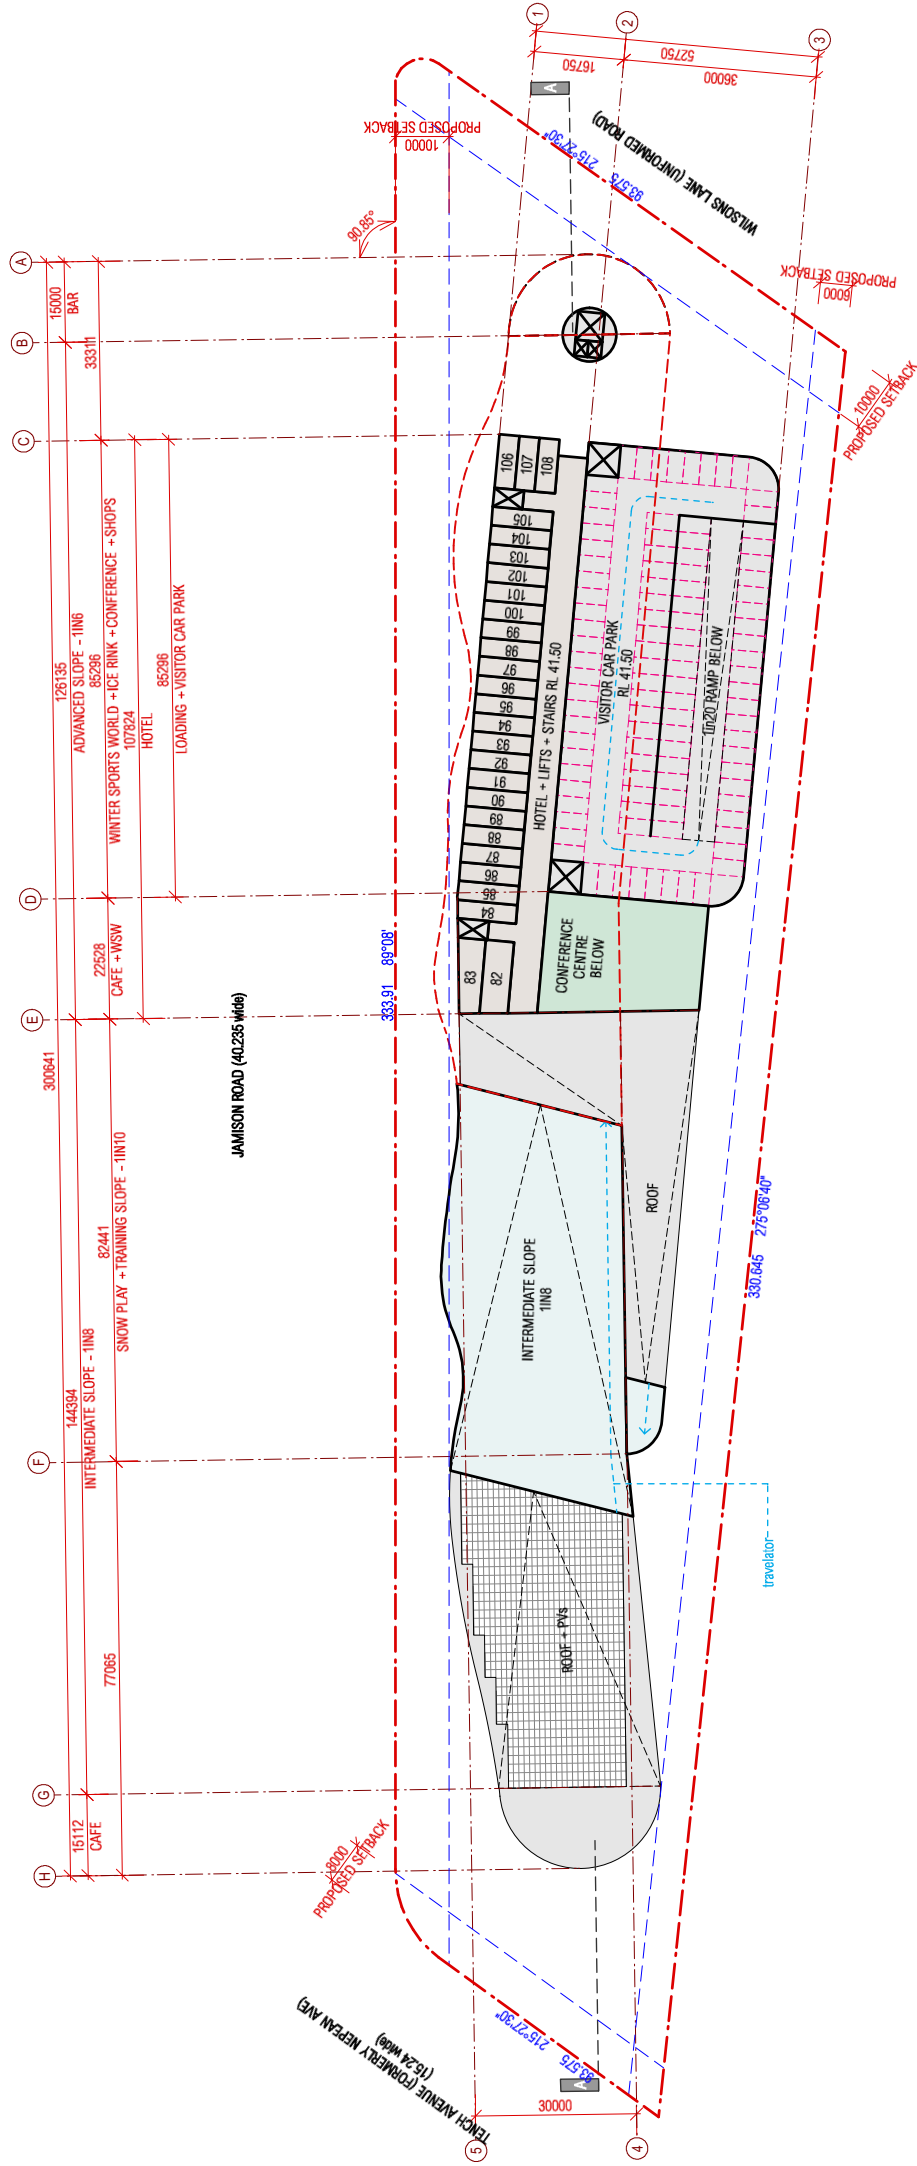 1
2
3
16750
52750
36000
A
WILSONS LANE (UNFORMED ROAD)
215°27'30"
93.575
PROPOSED SETBACK
10000
90.85°
PROPOSED SETBACK
6000
10000
PROPOSED SETBACK
A
B
C
D
E
F
G
H
300641
15000
BAR
126135
ADVANCED SLOPE - 1IN6
144394
INTERMEDIATE SLOPE - 1IN8
15112
CAFE
33311
85296
WINTER SPORTS WORLD + ICE RINK + CONFERENCE + SHOPS
22528
CAFE + WSW
82441
SNOW PLAY + TRAINING SLOPE - 1IN10
77065
107824
HOTEL
85296
LOADING + VISITOR CAR PARK
JAMISON ROAD (40.235 wide)
333.91 89°08'
106
107
108
105
104
103
102
101
100
99
98
97
96
95
94
93
92
91
90
89
88
87
86
85
84
83
82
HOTEL + LIFTS + STAIRS RL 41.50
VISITOR CAR PARK
RL 41.50
1in20 RAMP BELOW
CONFERENCE
CENTRE
BELOW
INTERMEDIATE SLOPE
1IN8
ROOF
330.645 275°06'40"
travelator
ROOF + PVs
8000
PROPOSED SETBACK
TENCH AVENUE (FORMERLY NEPEAN AVE)
(15.24 wide)
215°27'30"
93.575
A
30000
5
4